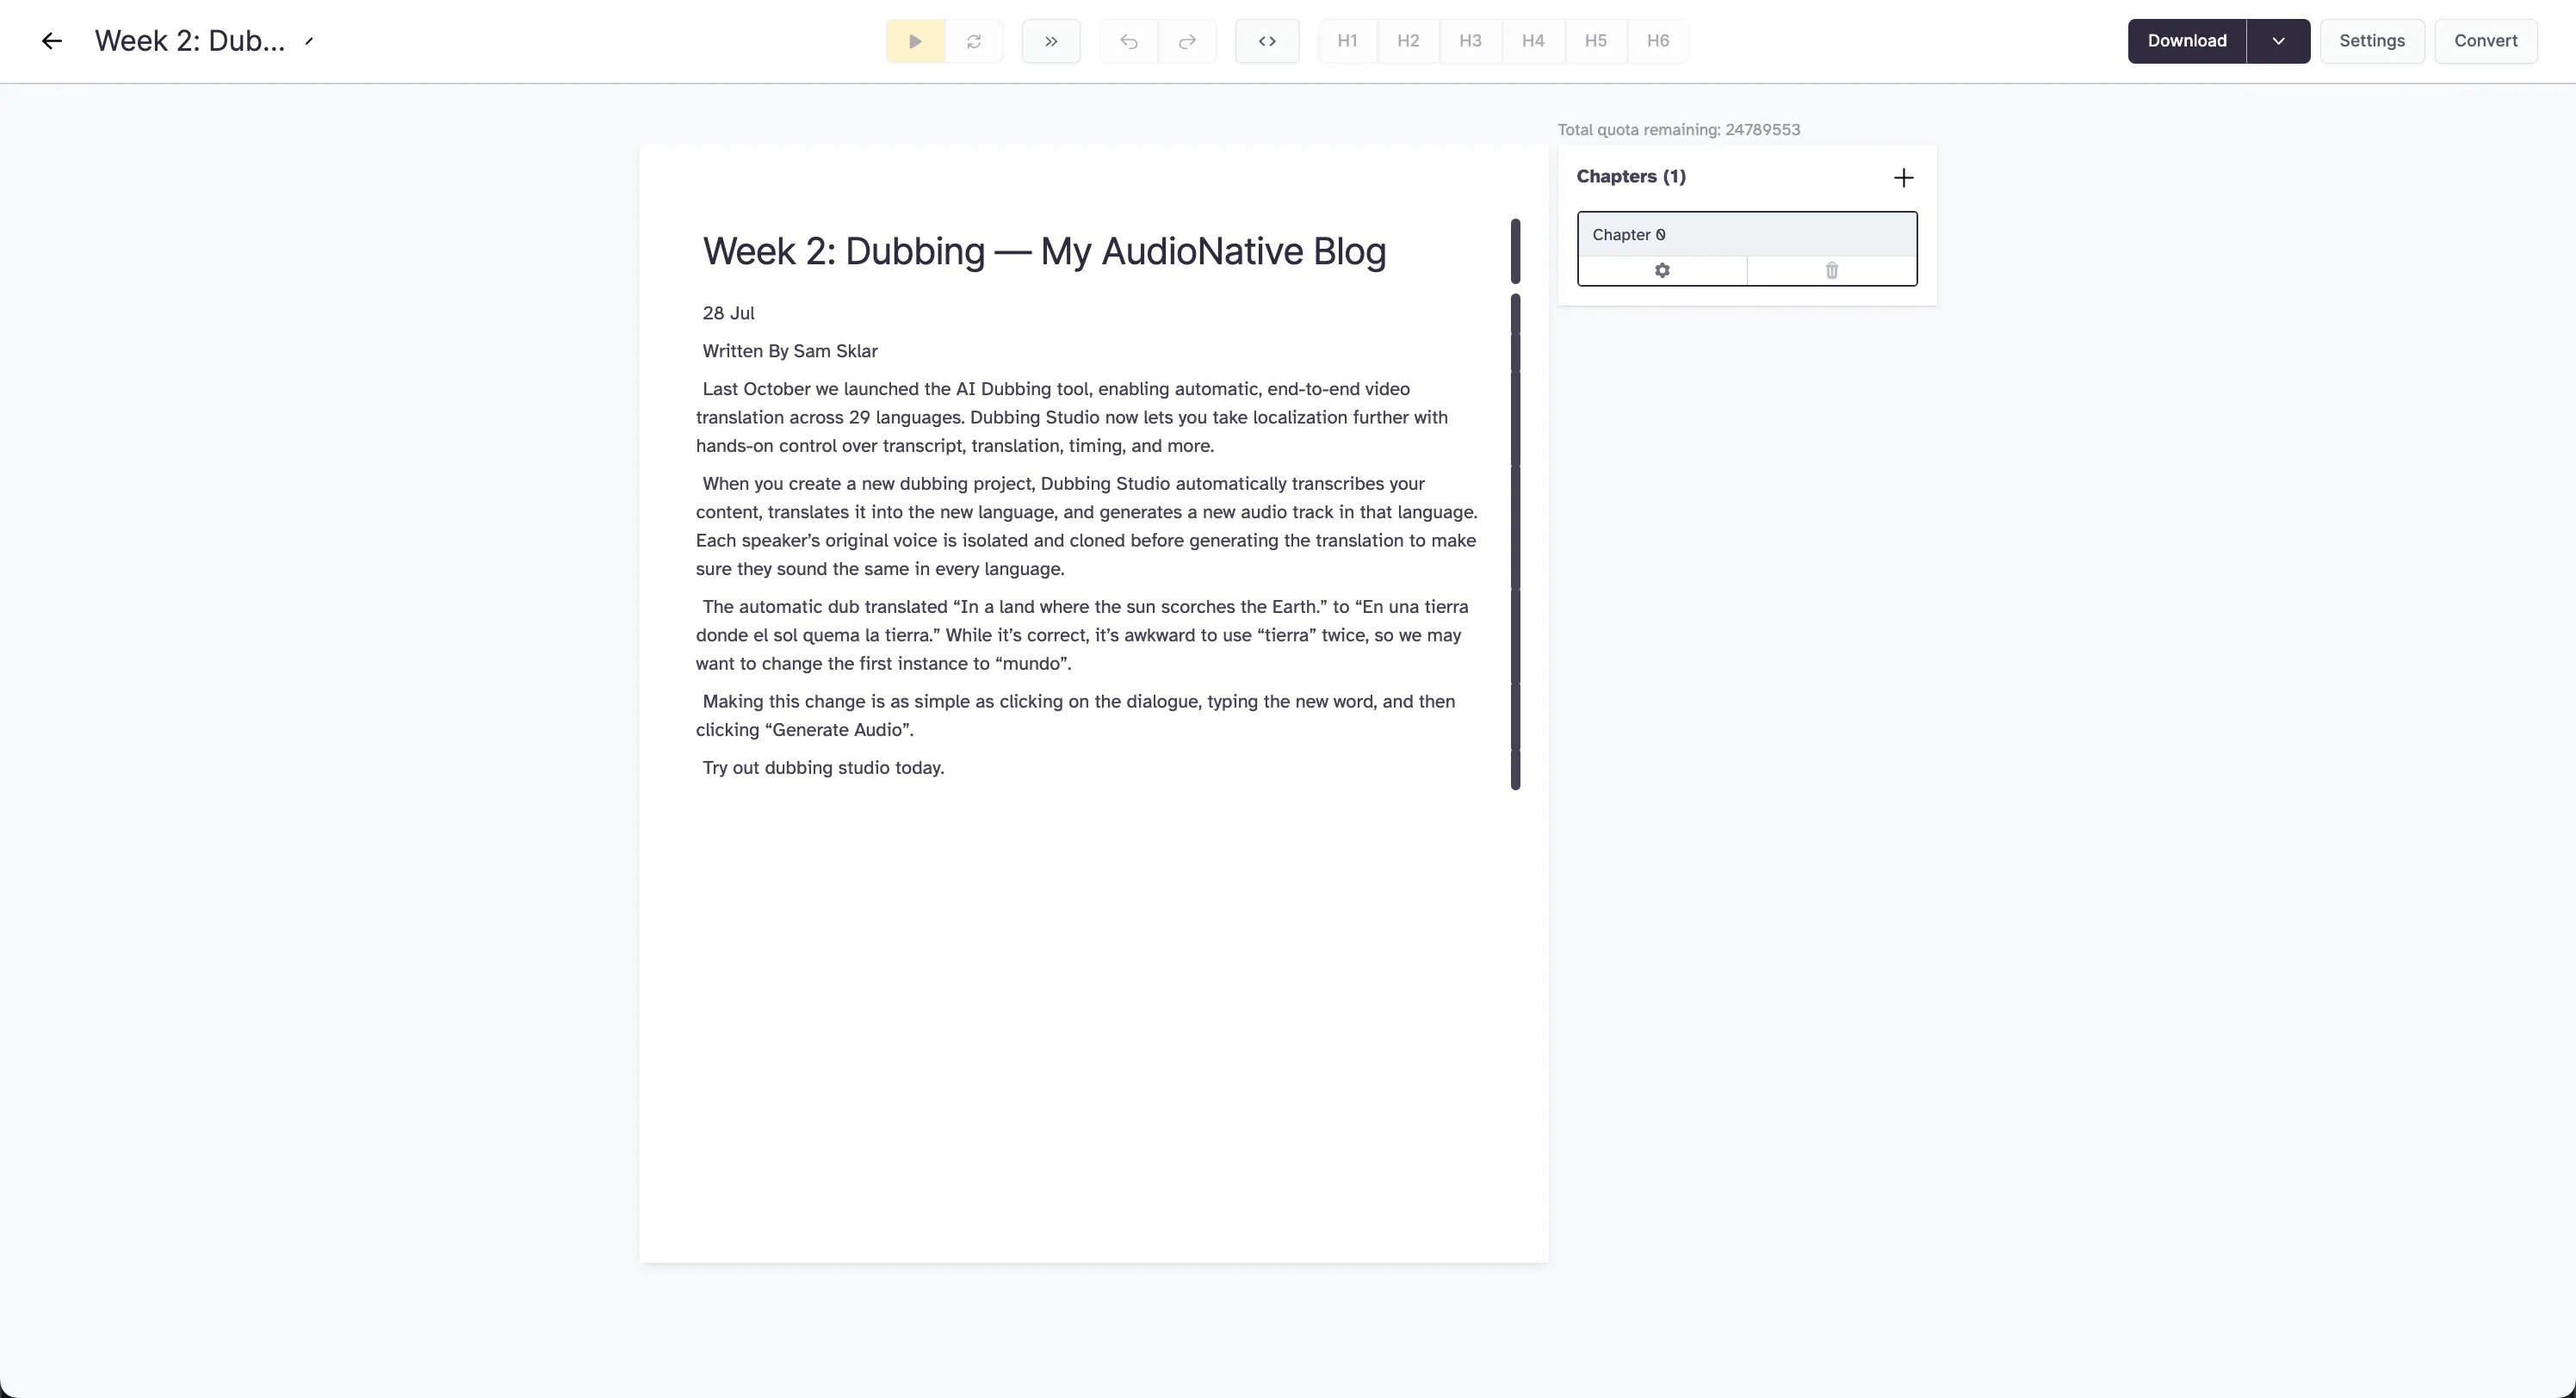 Week 2: Dub...
H1 H2 H3 H4 H5 H6
Download
Settings
Convert
Total quota remaining: 24789553
Chapters (1)
Chapter 0
Week 2: Dubbing — My AudioNative Blog
28 Jul
Written By Sam Sklar
Last October we launched the AI Dubbing tool, enabling automatic, end-to-end video
translation across 29 languages. Dubbing Studio now lets you take localization further with
hands-on control over transcript, translation, timing, and more.
When you create a new dubbing project, Dubbing Studio automatically transcribes your
content, translates it into the new language, and generates a new audio track in that language.
Each speaker’s original voice is isolated and cloned before generating the translation to make
sure they sound the same in every language.
The automatic dub translated “In a land where the sun scorches the Earth.” to “En una tierra
donde el sol quema la tierra.” While it’s correct, it’s awkward to use “tierra” twice, so we may
want to change the first instance to “mundo”.
Making this change is as simple as clicking on the dialogue, typing the new word, and then
clicking “Generate Audio”.
Try out dubbing studio today.